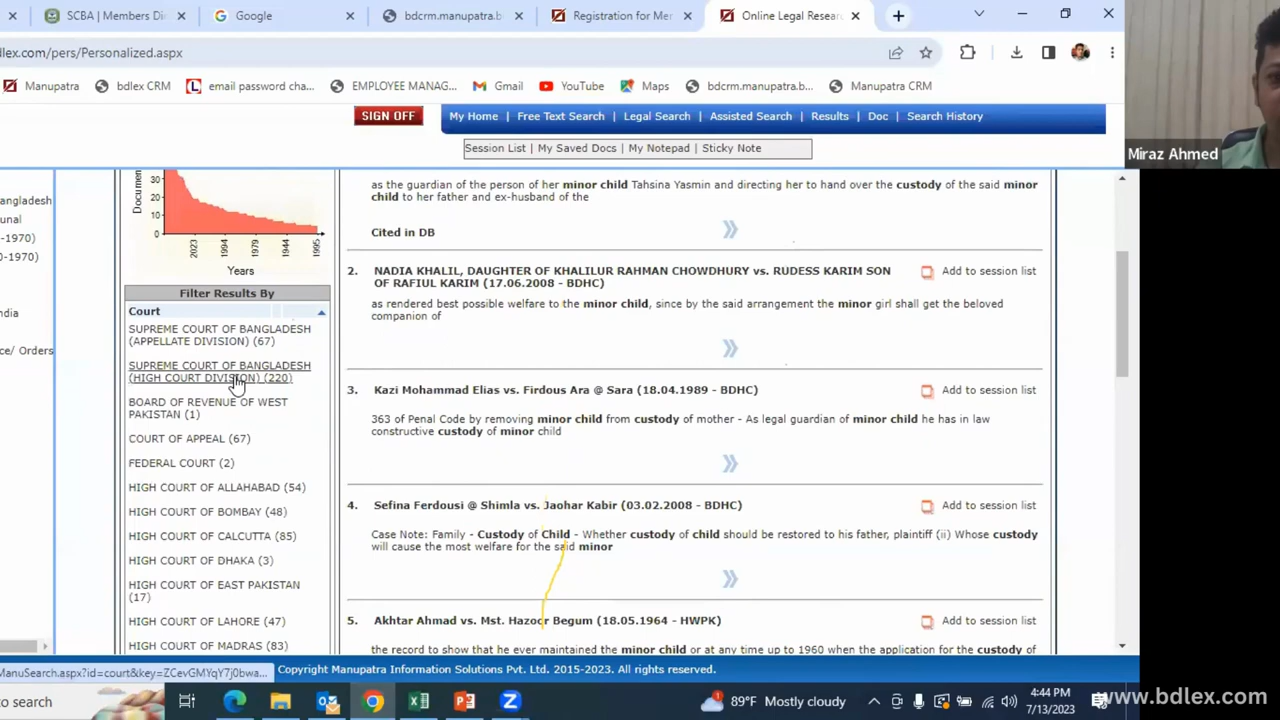 SCBA | Members Di
Google
bdcrm.manupatra.b
Registration for Mer
Online Legal Resear
dlex.com/pers/Personalized.aspx
Manupatra
bdlex CRM
email password cha...
EMPLOYEE MANAG...
Gmail
YouTube
Maps
bdcrm.manupatra.b...
Manupatra CRM
SIGN OFF
My Home | Free Text Search | Legal Search | Assisted Search | Results | Doc | Search History
Session List | My Saved Docs | My Notepad | Sticky Note
Miraz Ahmed
angladesh
unal
0-1970)
0-1970)
ndia
ce/ Orders
Documen
30
20
10
0
2023
1994
1979
1944
1995
Years
Filter Results By
Court
SUPREME COURT OF BANGLADESH
(APPELLATE DIVISION) (67)
SUPREME COURT OF BANGLADESH
(HIGH COURT DIVISION) (220)
BOARD OF REVENUE OF WEST
PAKISTAN (1)
COURT OF APPEAL (67)
FEDERAL COURT (2)
HIGH COURT OF ALLAHABAD (54)
HIGH COURT OF BOMBAY (48)
HIGH COURT OF CALCUTTA (85)
HIGH COURT OF DHAKA (3)
HIGH COURT OF EAST PAKISTAN
(17)
HIGH COURT OF LAHORE (47)
HIGH COURT OF MADRAS (83)
as the guardian of the person of her minor child Tahsina Yasmin and directing her to hand over the custody of the said minor
child to her father and ex-husband of the
Cited in DB
2. NADIA KHALIL, DAUGHTER OF KHALILUR RAHMAN CHOWDHURY vs. RUDESS KARIM SON
OF RAFIUL KARIM (17.06.2008 - BDHC)
Add to session list
as rendered best possible welfare to the minor child, since by the said arrangement the minor girl shall get the beloved
companion of
3. Kazi Mohammad Elias vs. Firdous Ara @ Sara (18.04.1989 - BDHC)
Add to session list
363 of Penal Code by removing minor child from custody of mother - As legal guardian of minor child he has in law
constructive custody of minor child
4. Sefina Ferdousi @ Shimla vs. Jaohar Kabir (03.02.2008 - BDHC)
Add to session list
Case Note: Family - Custody of Child - Whether custody of child should be restored to his father, plaintiff (ii) Whose custody
will cause the most welfare for the said minor
5. Akhtar Ahmad vs. Mst. Hazoor Begum (18.05.1964 - HWPK)
Add to session list
the record to show that he ever maintained the minor child or at any time up to 1960 when the application for the custody of
ManuSearch.aspx?id=court&key=ZCevGMYqY7j0bwa...
Copyright Manupatra Information Solutions Pvt. Ltd. 2015-2023. All rights reserved.
to search
89°F Mostly cloudy
4:44 PM
7/13/2023
www.bdlex.com